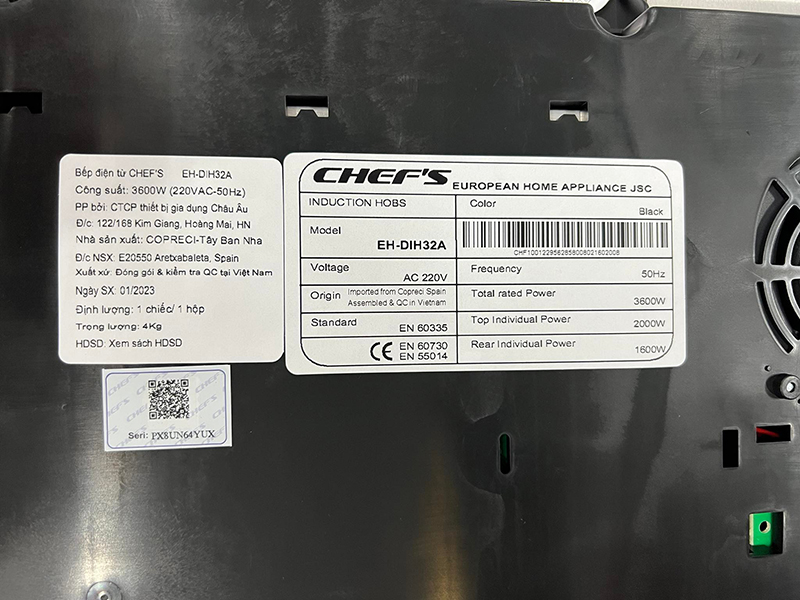 Bếp điện từ CHEF'S EH-DIH32A
Công suất: 3600W (220VAC-50Hz)
PP bởi: CTCP thiết bị gia dụng Châu Âu
Đ/c: 122/168 Kim Giang, Hoàng Mai, HN
Nhà sản xuất: COPRECI-Tây Ban Nha
Đ/c NSX: E20550 Aretxabaleta, Spain
Xuất xứ: Đóng gói & kiểm tra QC tại Việt Nam
Ngày SX: 01/2023
Định lượng: 1 chiếc/ 1 hộp
Trọng lượng: 4Kg
HDSD: Xem sách HDSD
CHEF'S EUROPEAN HOME APPLIANCE JSC
INDUCTION HOBS
Color
Black
Model
EH-DIH32A
CHF1001229562858008021602008
Voltage
AC 220V
Frequency
50Hz
Origin
Imported from Copreci Spain
Assembled & QC in Vietnam
Total rated Power
3600W
Standard
EN 60335
Top Individual Power
2000W
CE EN 60730
EN 55014
Rear Individual Power
1600W
CHEF'S
Seri: PX8UN64YUX